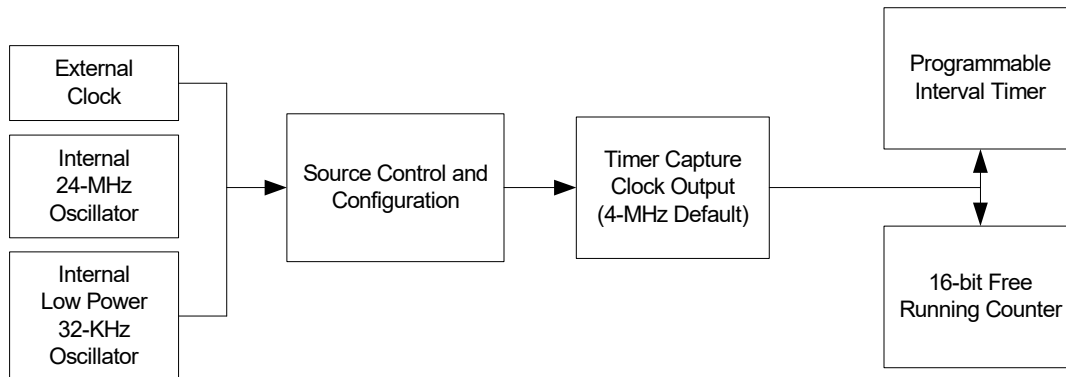 External
Clock
Internal
24-MHz
Oscillator
Internal
Low Power
32-KHz
Oscillator
Source Control and
Configuration
Timer Capture
Clock Output
(4-MHz Default)
Programmable
Interval Timer
16-bit Free
Running Counter